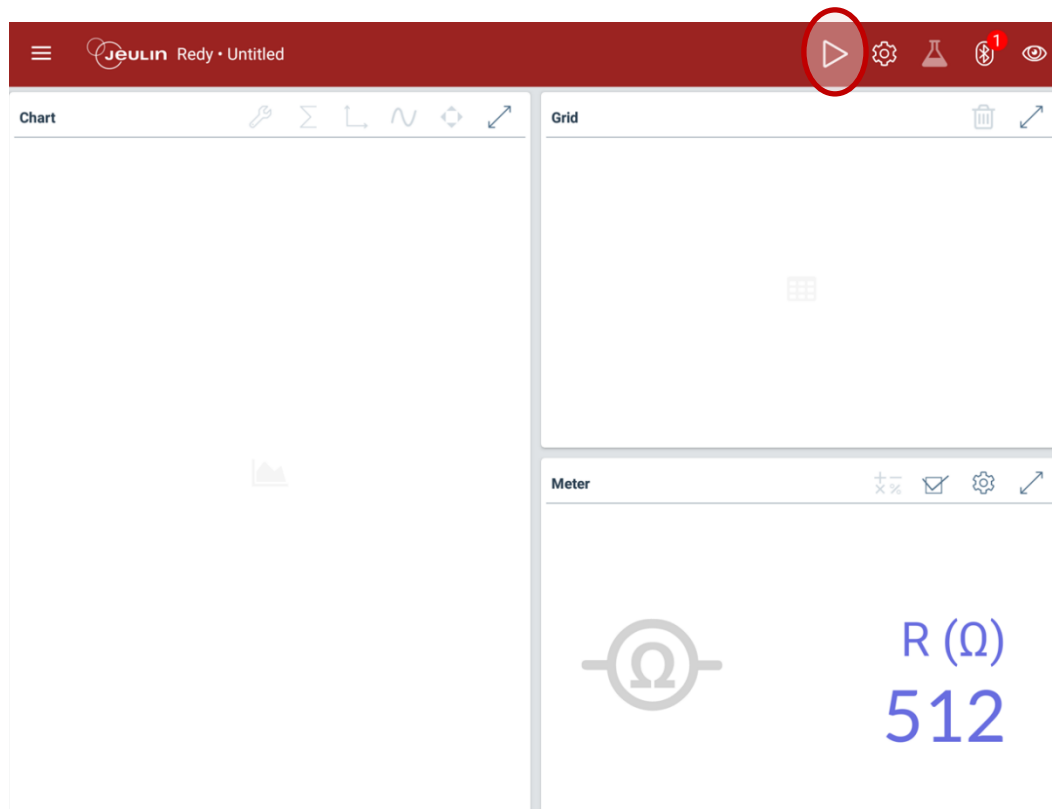 Jeulin Redy • Untitled
1
Chart
Grid
Meter
Ω
R (Ω)
512